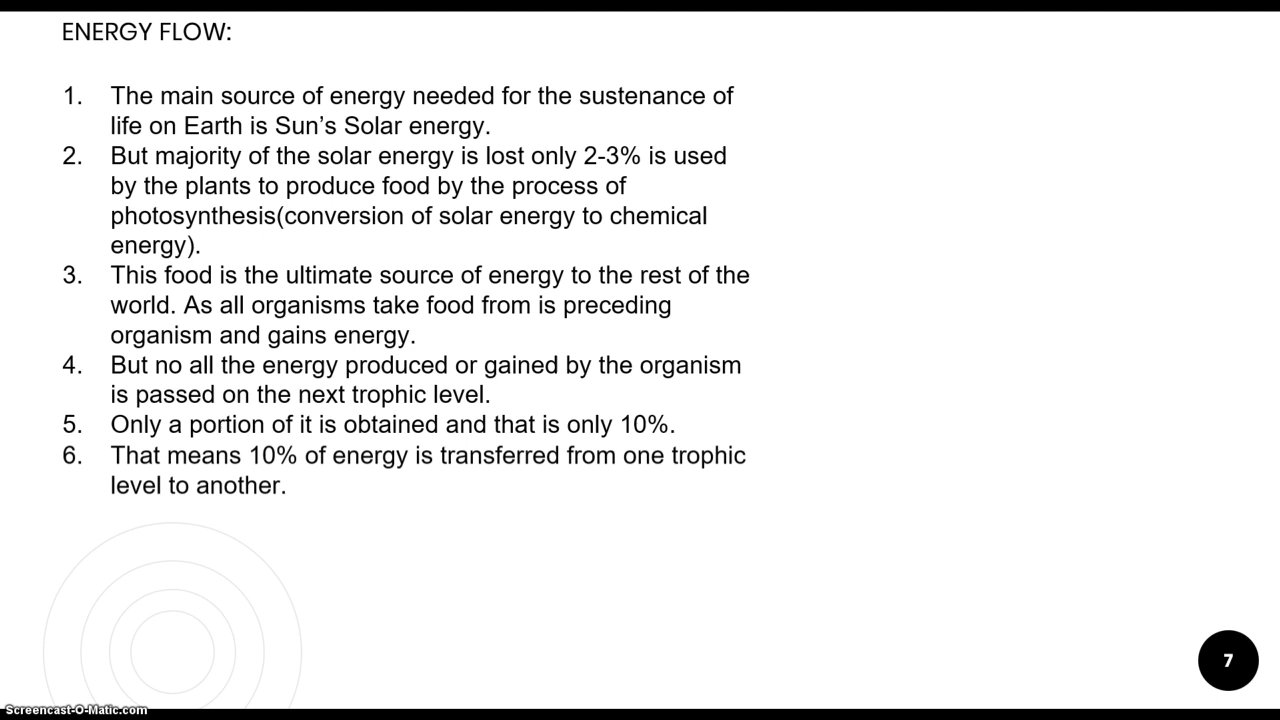 ENERGY FLOW:
1. The main source of energy needed for the sustenance of
life on Earth is Sun’s Solar energy.
2. But majority of the solar energy is lost only 2-3% is used
by the plants to produce food by the process of
photosynthesis(conversion of solar energy to chemical
energy).
3. This food is the ultimate source of energy to the rest of the
world. As all organisms take food from is preceding
organism and gains energy.
4. But no all the energy produced or gained by the organism
is passed on the next trophic level.
5. Only a portion of it is obtained and that is only 10%.
6. That means 10% of energy is transferred from one trophic
level to another.
7
Screencast-O-Matic.com